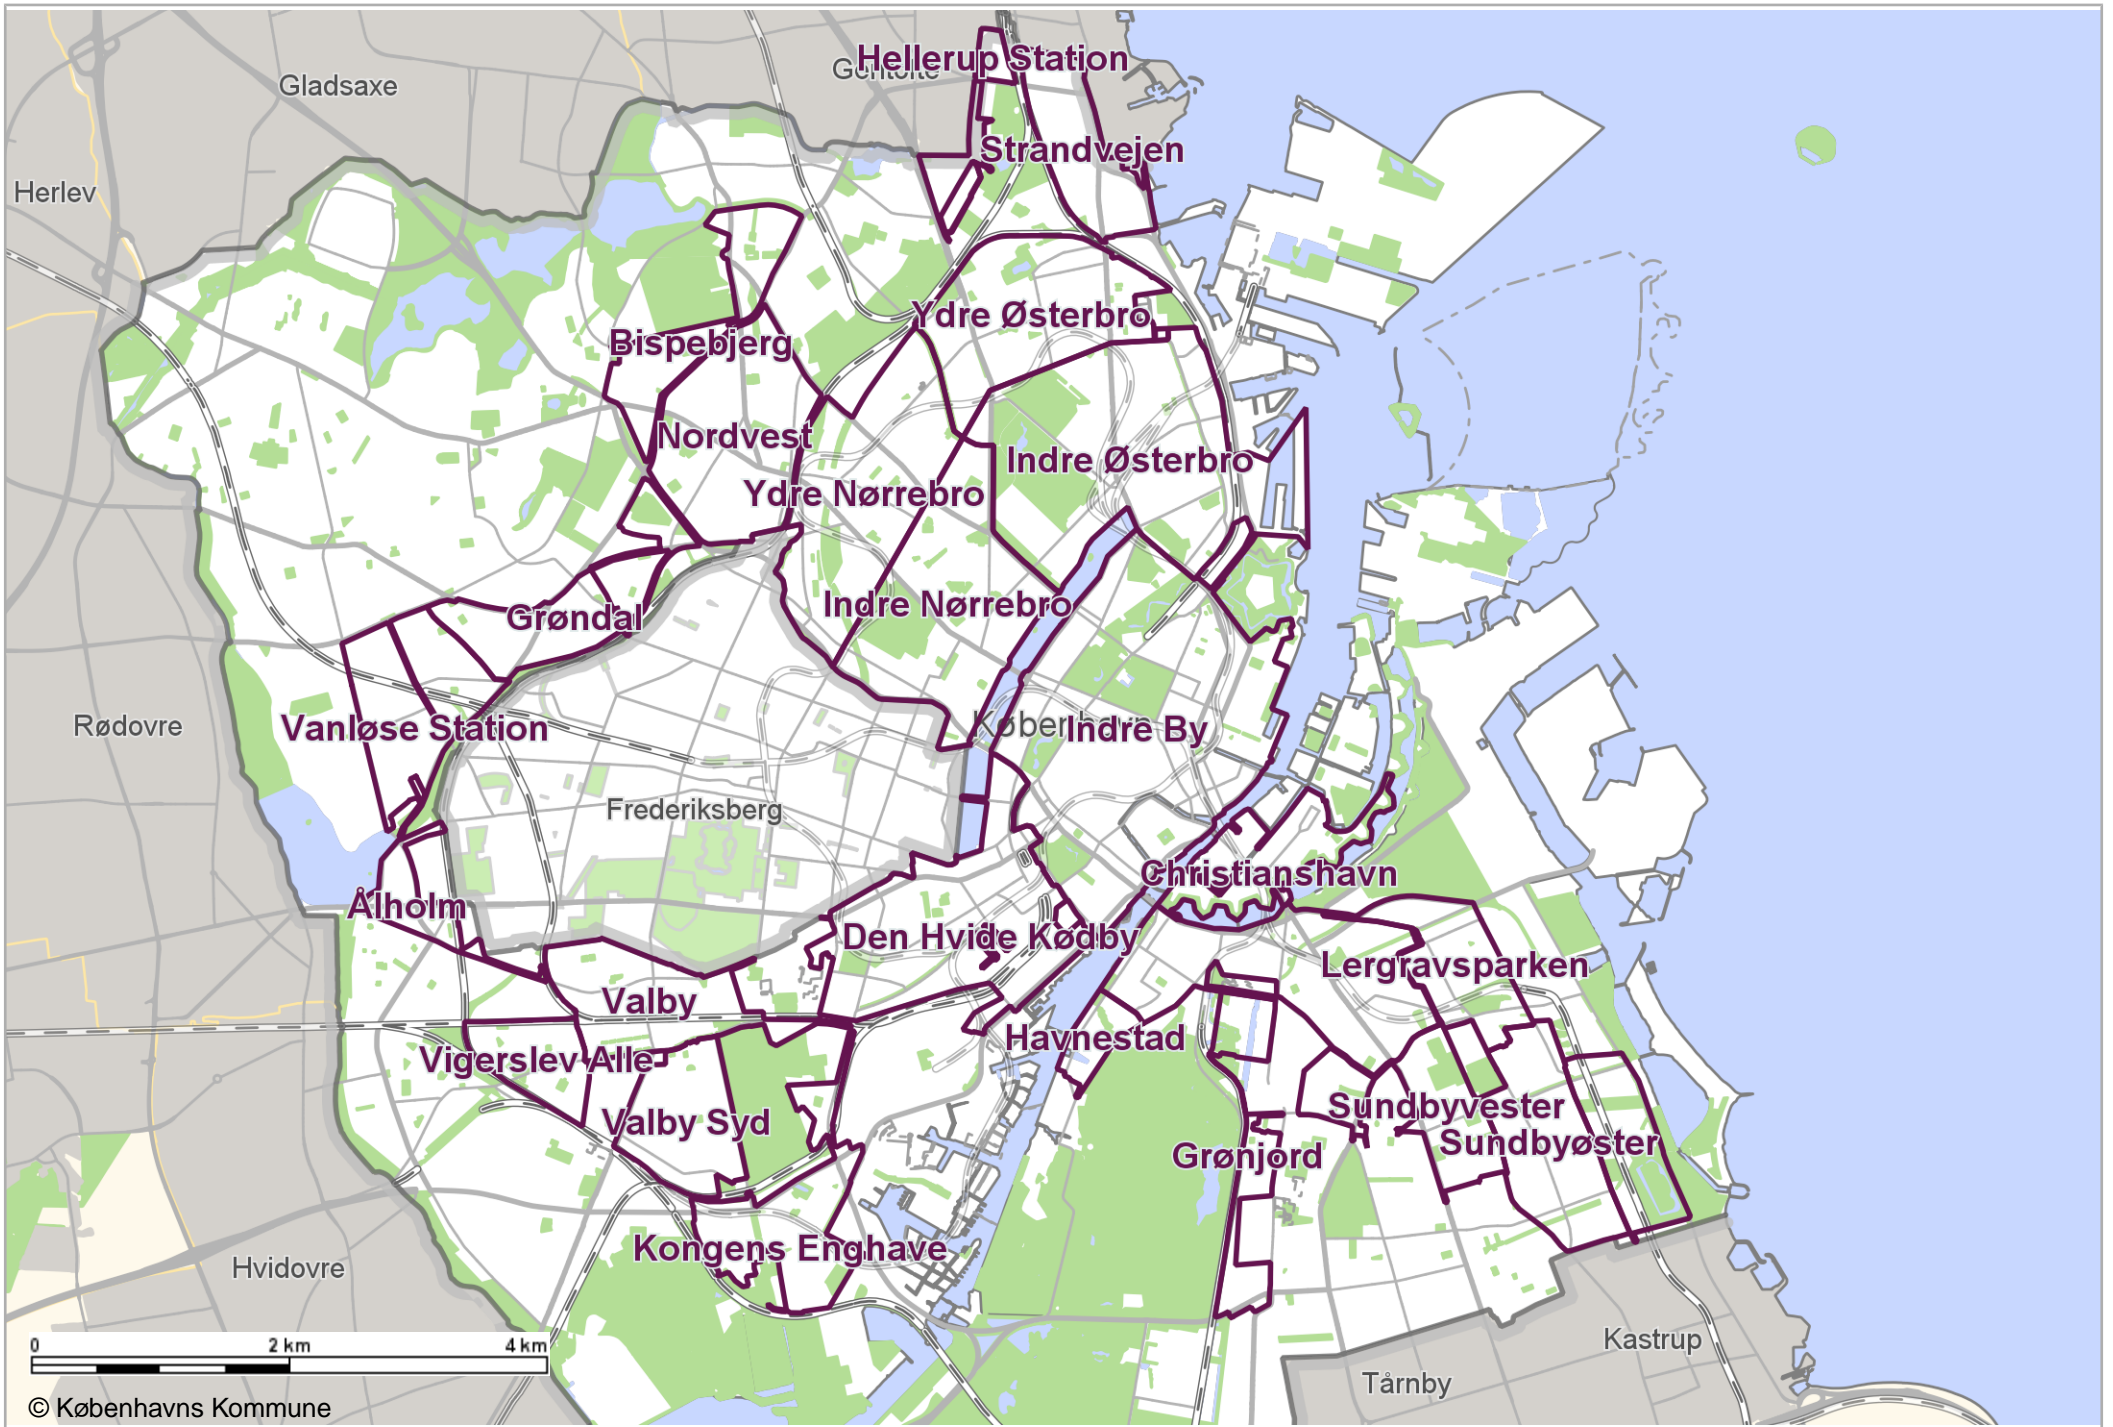 Hellerup Station
Gentofte
Gladsaxe
Strandvejen
Herlev
Ydre Østerbro
Bispebjerg
Nordvest
Indre Østerbro
Ydre Nørrebro
Indre Nørrebro
Grøndal
Rødovre
Vanløse Station
København
Indre By
Frederiksberg
Christianshavn
Ålholm
Den Hvide Kødby
Lergravsparken
Valby
Havnestad
Vigerslev Alle
Sundbyvester
Valby Syd
Sundbyøster
Grønjord
Kongens Enghave
Hvidovre
Kastrup
Tårnby
0 2 km 4 km
© Københavns Kommune